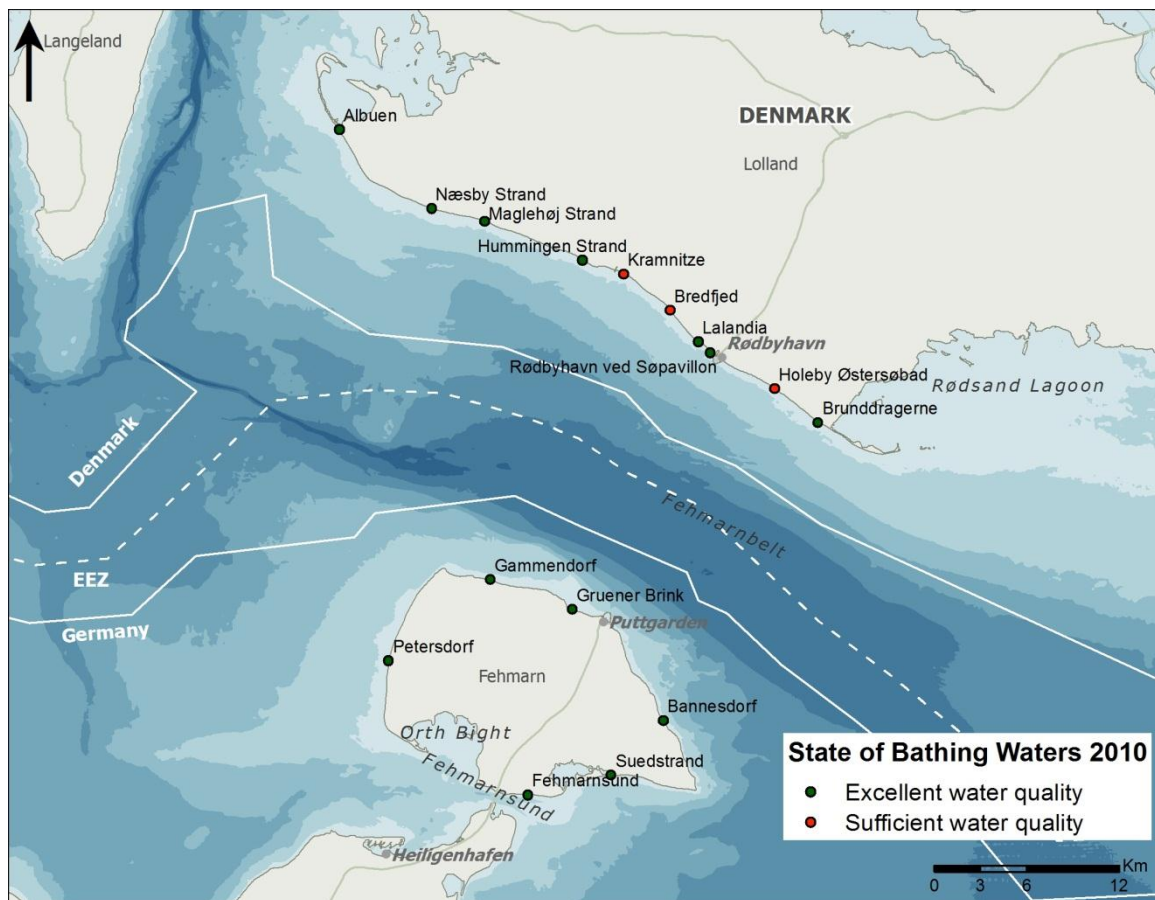 Langeland
Albuen
DENMARK
Lolland
Næsby Strand
Maglehøj Strand
Hummingen Strand
Kramnitze
Bredfjed
Lalandia
Rødbyhavn
Rødbyhavn ved Søpavillon
Holeby Østersøbad
Rødsand Lagoon
Brunddragerne
Denmark
Fehmarnbelt
EEZ
Germany
Gammendorf
Gruener Brink
Puttgarden
Petersdorf
Fehmarn
Bannesdorf
Orth Bight
Fehmarnsund
Suedstrand
Fehmarnsund
Heiligenhafen
State of Bathing Waters 2010
Excellent water quality
Sufficient water quality
Km
0 3 6 12